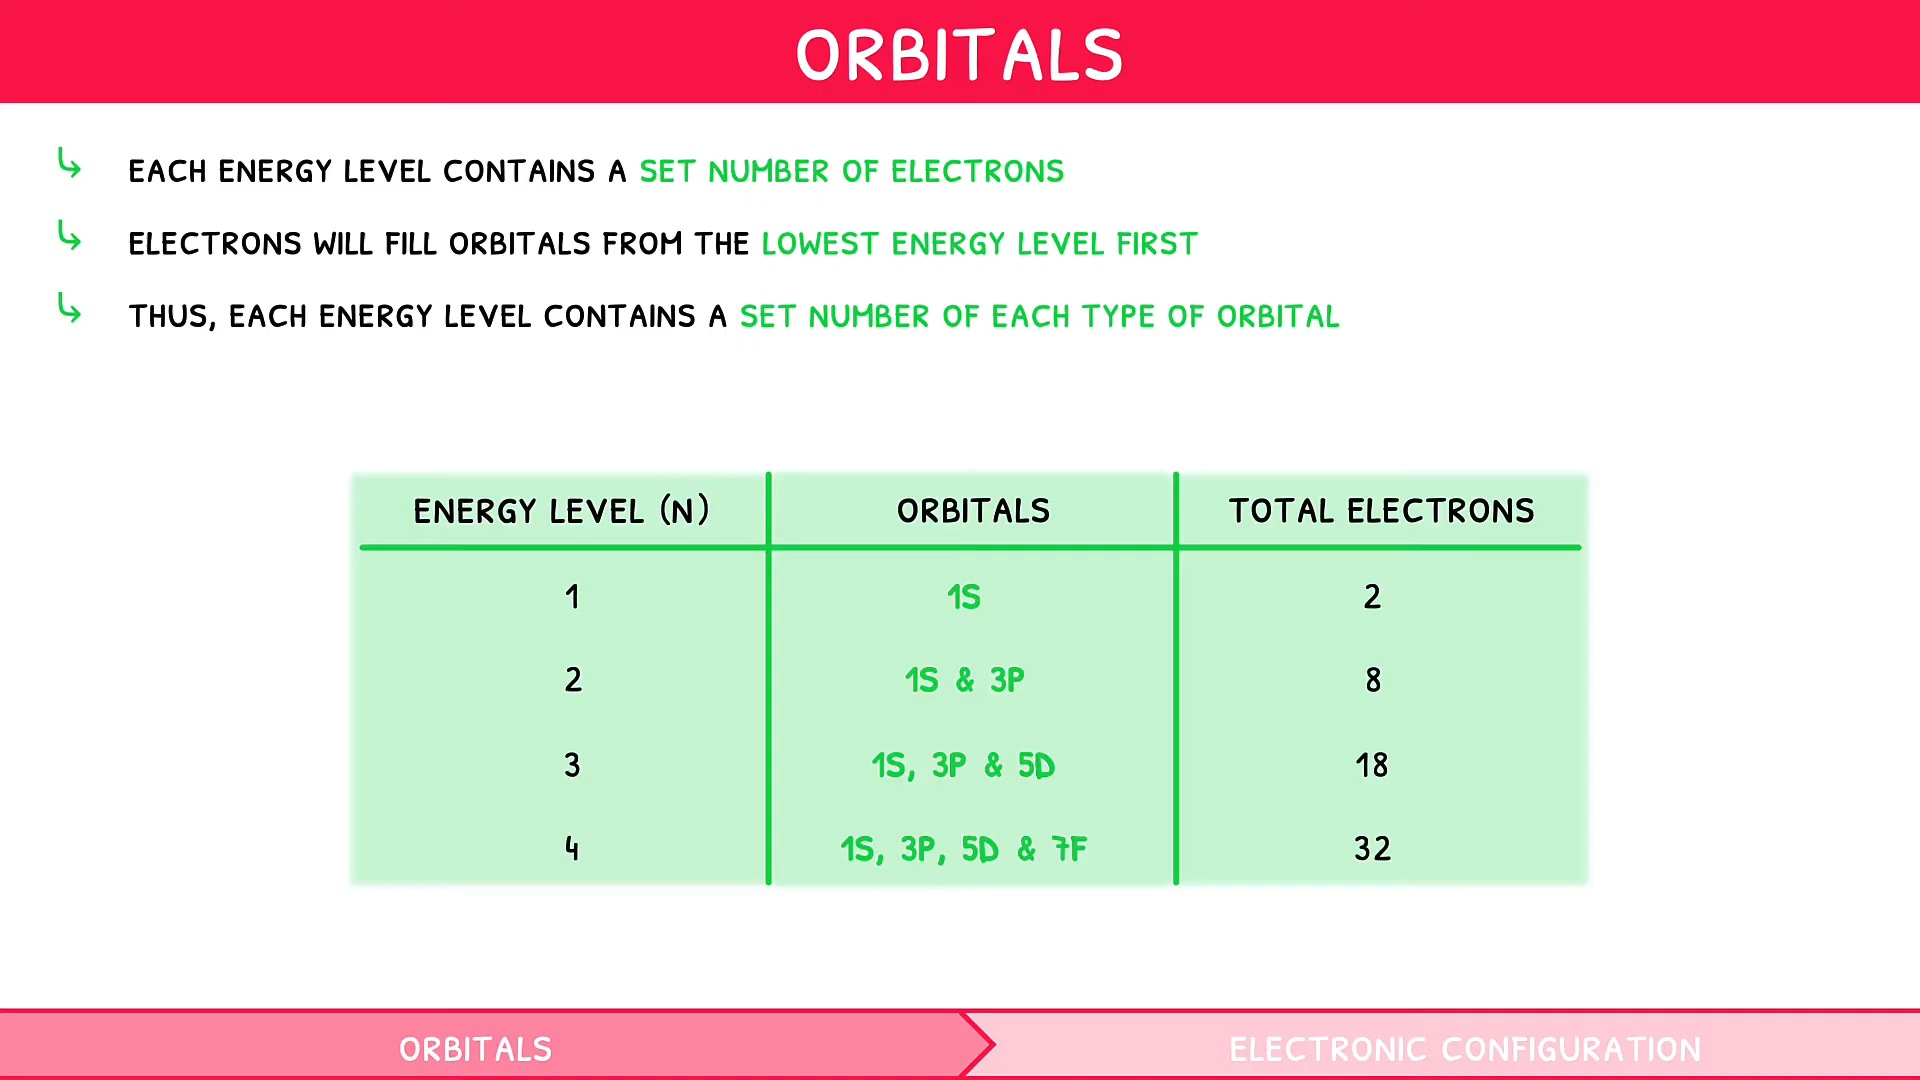 ORBITALS
EACH ENERGY LEVEL CONTAINS A SET NUMBER OF ELECTRONS
ELECTRONS WILL FILL ORBITALS FROM THE LOWEST ENERGY LEVEL FIRST
THUS, EACH ENERGY LEVEL CONTAINS A SET NUMBER OF EACH TYPE OF ORBITAL
ENERGY LEVEL (N) ORBITALS TOTAL ELECTRONS
1 1S 2
2 1S & 3P 8
3 1S, 3P & 5D 18
4 1S, 3P, 5D & 7F 32
ORBITALS ELECTRONIC CONFIGURATION